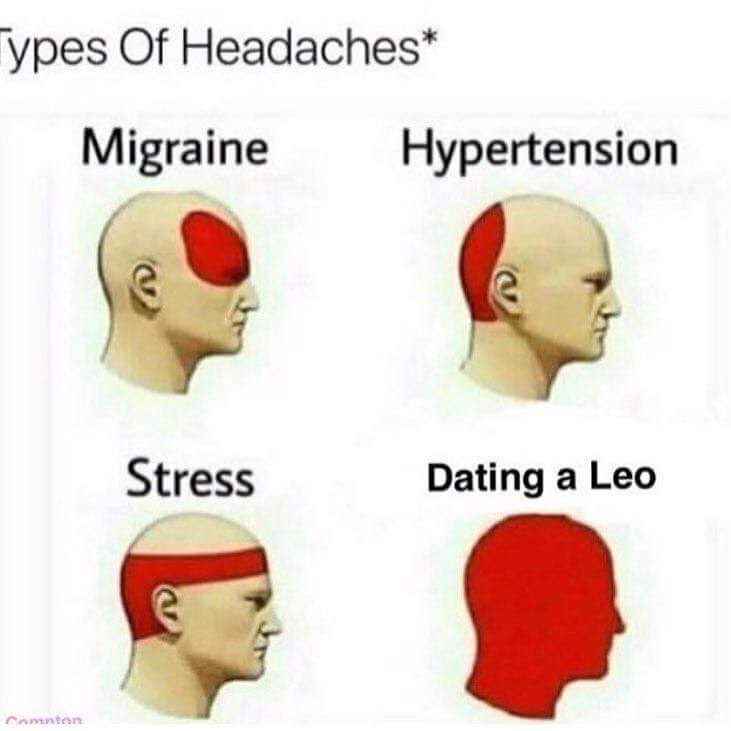 Types Of Headaches*
Migraine
Hypertension
Stress
Dating a Leo